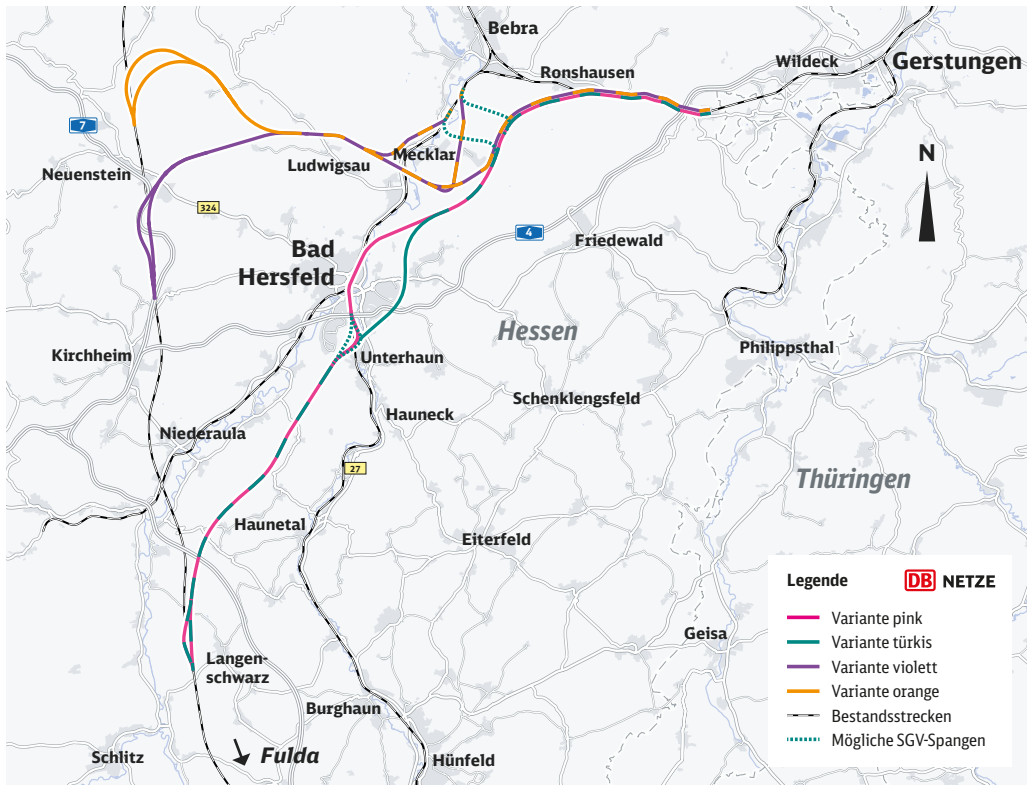 Bebra
Ronshausen
Wildeck
Gerstungen
7
Mecklar
Ludwigsau
Neuenstein
N
324
4
Friedewald
Bad
Hersfeld
Hessen
Kirchheim
Unterhaun
Philippsthal
Schenklengsfeld
Hauneck
Niederaula
27
Thüringen
Haunetal
Eiterfeld
Legende
DB NETZE
Variante pink
Variante türkis
Variante violett
Variante orange
Bestandsstrecken
Mögliche SGV-Spangen
Geisa
Langen-
schwarz
Burghaun
Schlitz
Fulda
Hünfeld